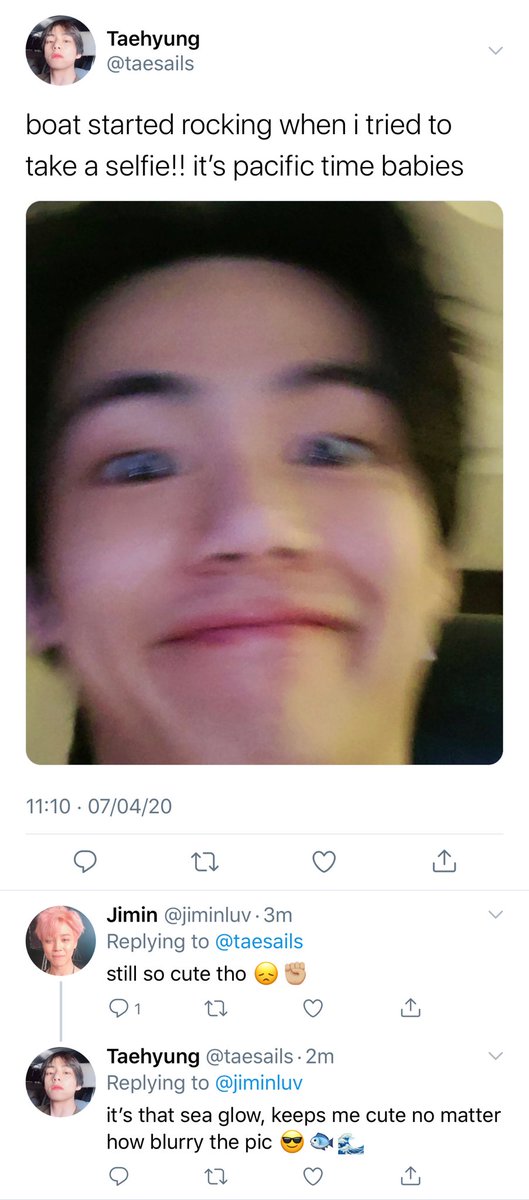 Taehyung
@taesails
boat started rocking when i tried to
take a selfie!! it’s pacific time babies
11:10 · 07/04/20
Jimin @jiminluv · 3m
Replying to @taesails
still so cute tho 😞✊🏼
1
Taehyung @taesails · 2m
Replying to @jiminluv
it’s that sea glow, keeps me cute no matter
how blurry the pic 😎🐟🌊